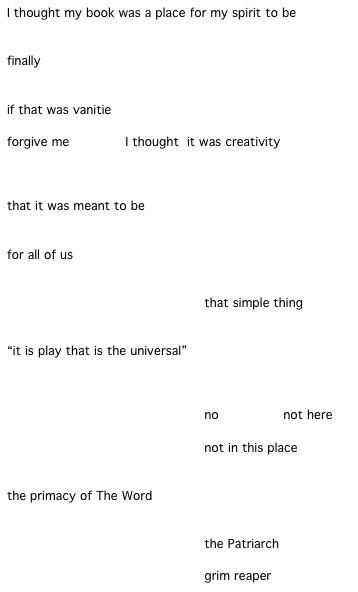 I thought my book was a place for my spirit to be
finally
if that was vanitie
forgive me I thought it was creativity
that it was meant to be
for all of us
that simple thing
“it is play that is the universal”
no not here
not in this place
the primacy of The Word
the Patriarch
grim reaper